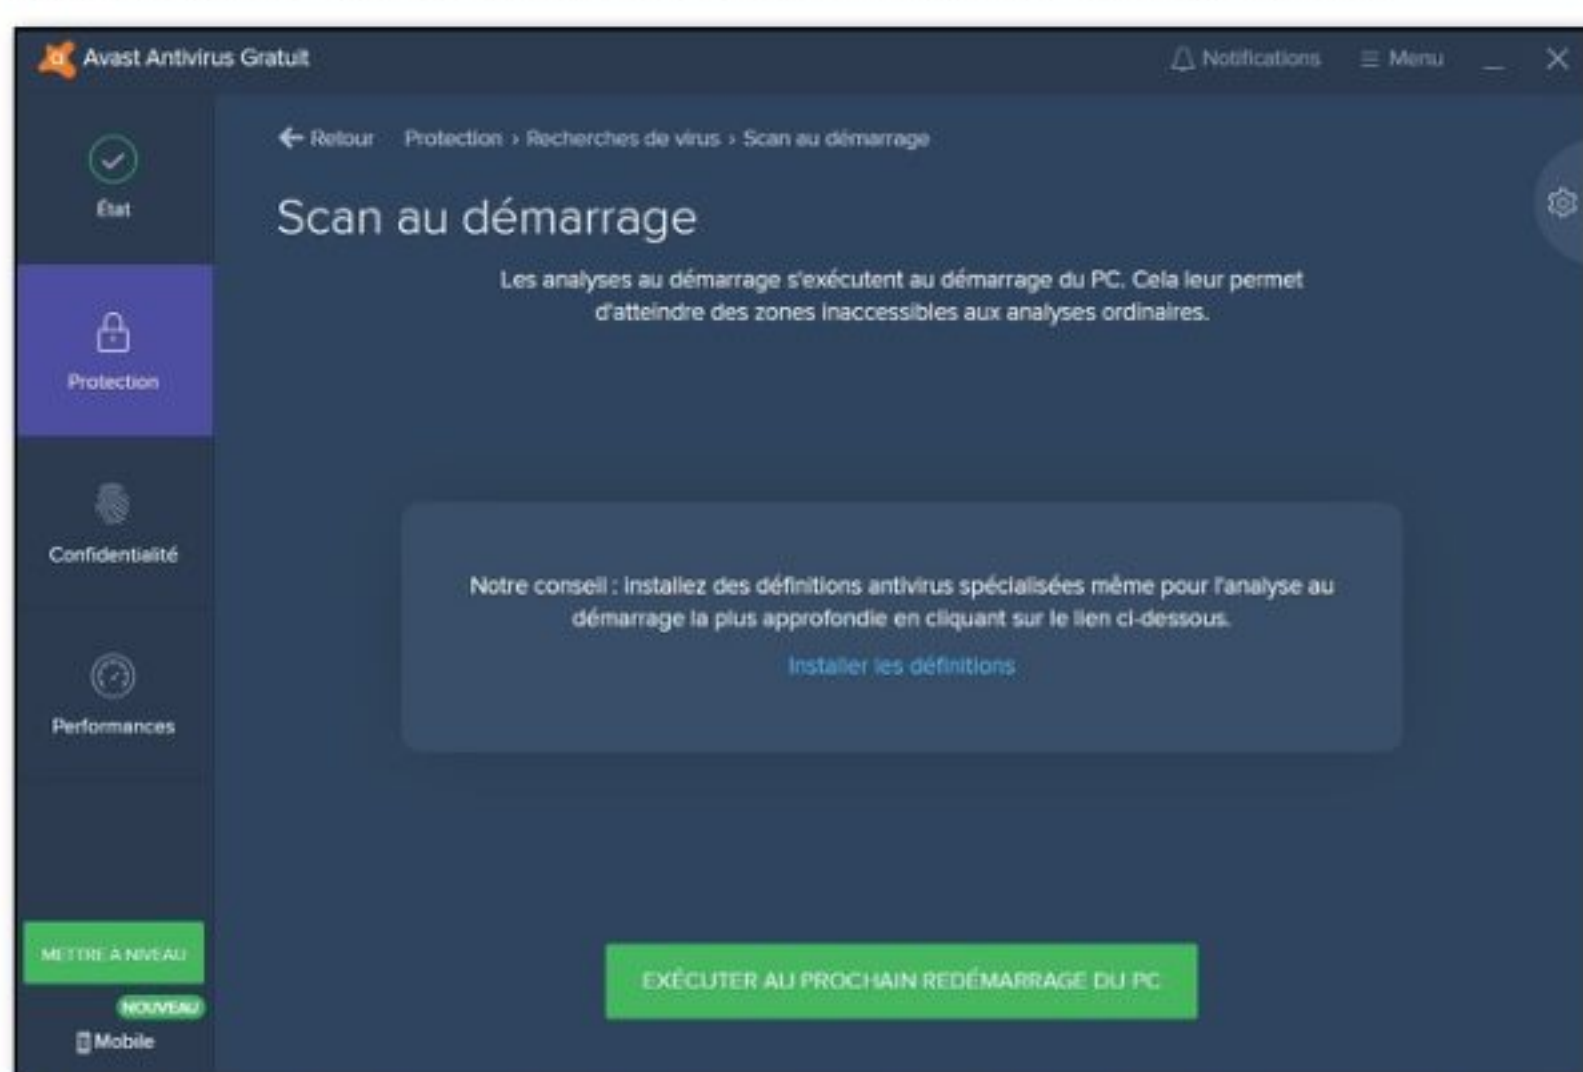 Avast Antivirus Gratuit
Notifications
Menu
← Retour
Protection › Recherches de virus › Scan au démarrage
État
Scan au démarrage
Les analyses au démarrage s'exécutent au démarrage du PC. Cela leur permet
d'atteindre des zones inaccessibles aux analyses ordinaires.
Protection
Confidentialité
Notre conseil : installez des définitions antivirus spécialisées même pour l'analyse au
démarrage la plus approfondie en cliquant sur le lien ci-dessous.
Installer les définitions
Performances
METTRE À NIVEAU
EXÉCUTER AU PROCHAIN REDÉMARRAGE DU PC
NOUVEAU
Mobile